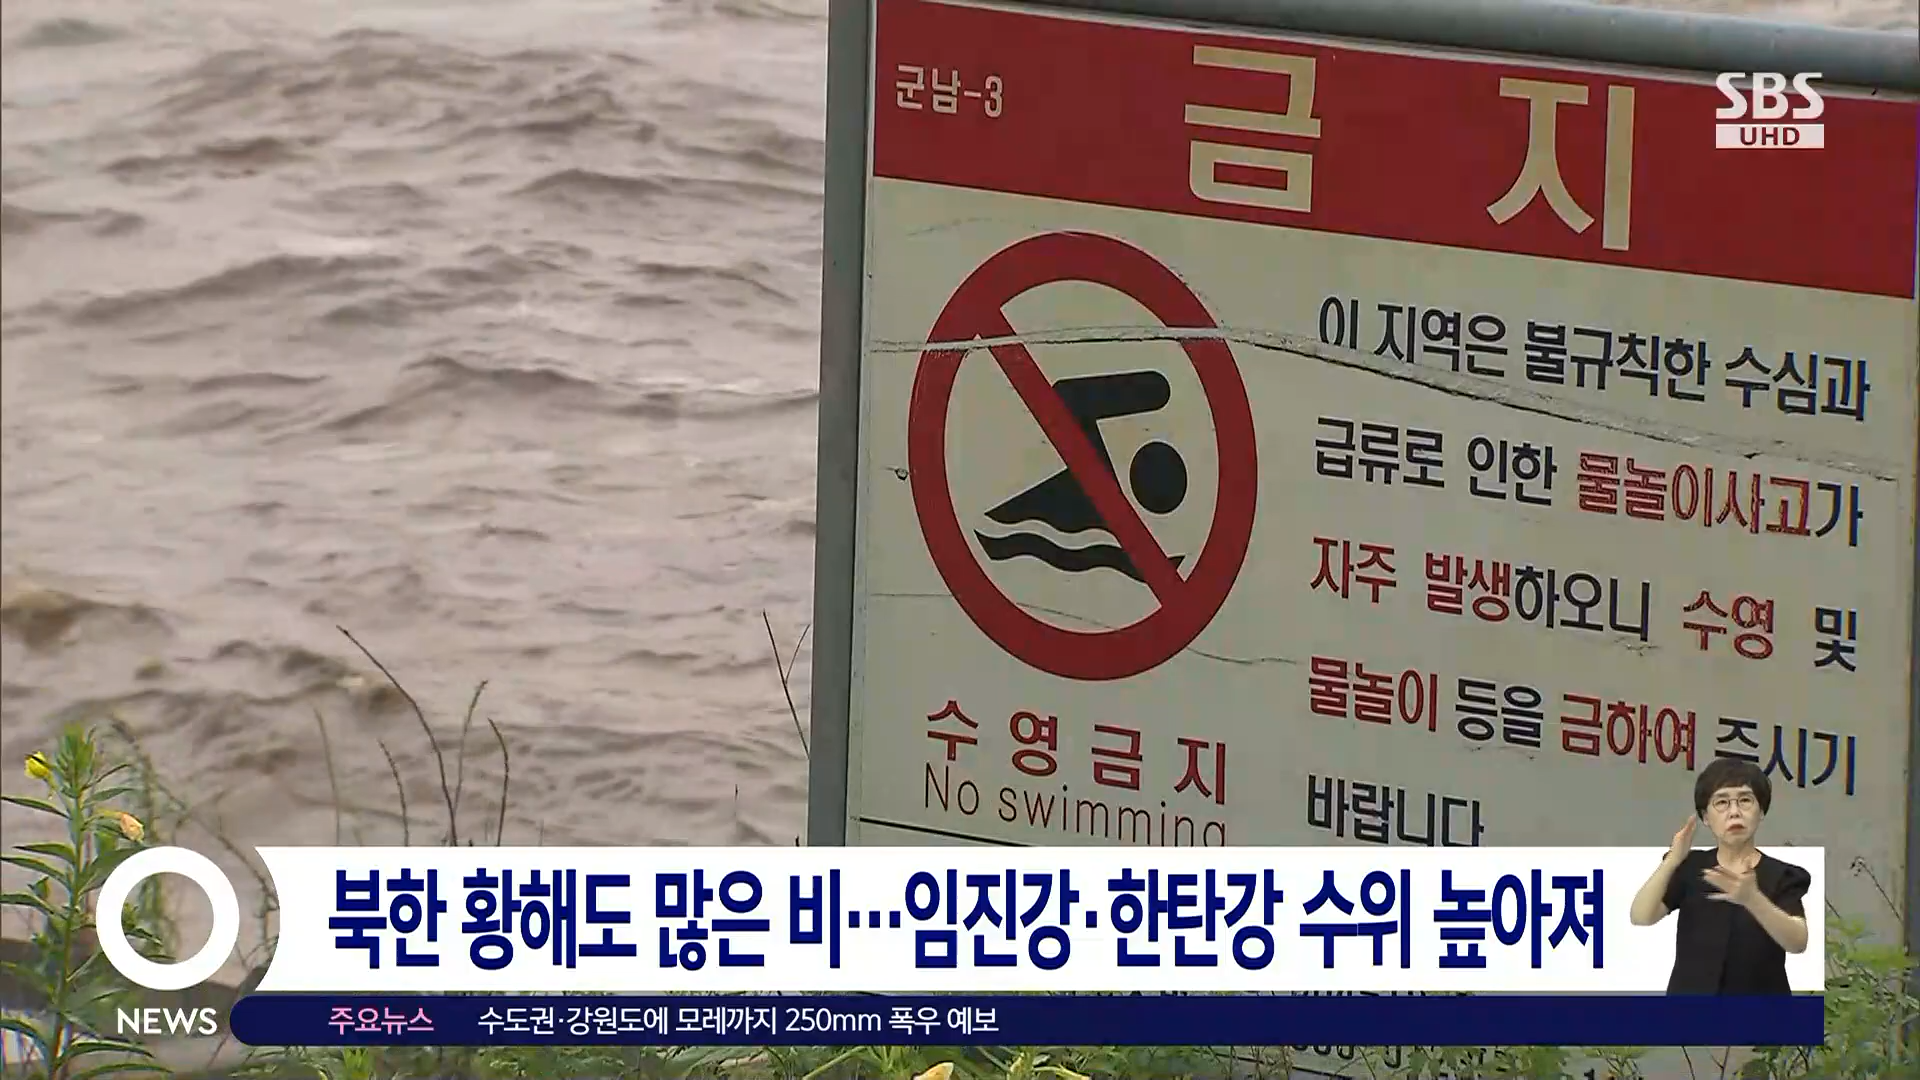 군남-3
금 지
SBS
UHD
이 지역은 불규칙한 수심과
급류로 인한 물놀이사고가
자주 발생하오니 수영 및
물놀이 등을 금하여 주시기
바랍니다
수영금지
No swimming
북한 황해도 많은 비…임진강·한탄강 수위 높아져
NEWS
주요뉴스 수도권·강원도에 모레까지 250mm 폭우 예보